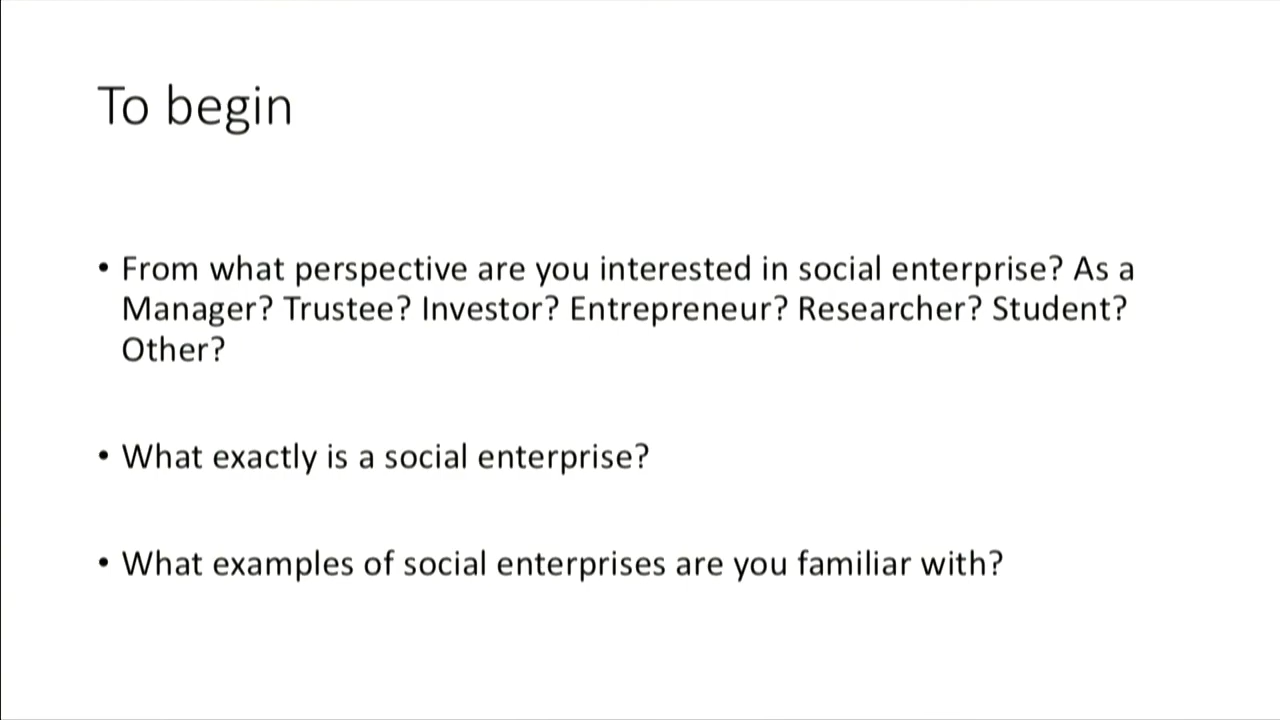 To begin
• From what perspective are you interested in social enterprise? As a
Manager? Trustee? Investor? Entrepreneur? Researcher? Student?
Other?
• What exactly is a social enterprise?
• What examples of social enterprises are you familiar with?